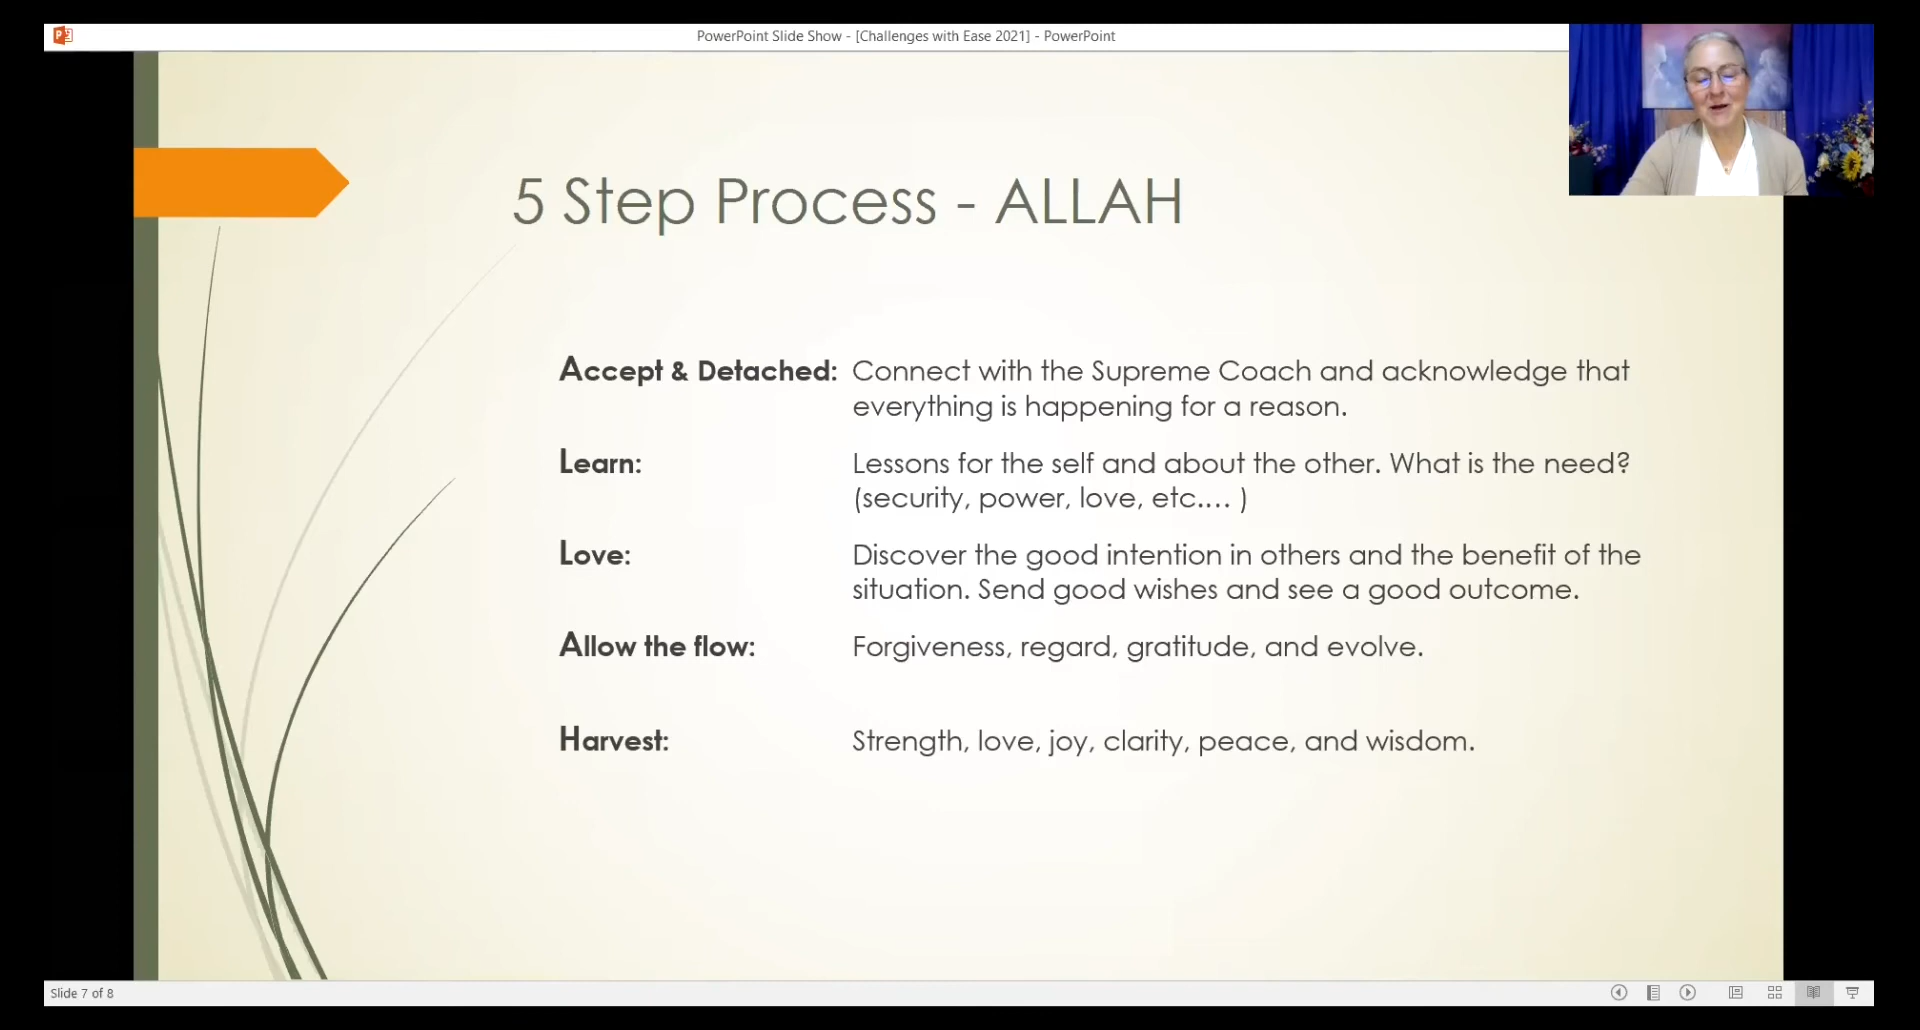 PowerPoint Slide Show - [Challenges with Ease 2021] - PowerPoint
5 Step Process - ALLAH
Accept & Detached: Connect with the Supreme Coach and acknowledge that
everything is happening for a reason.
Learn: Lessons for the self and about the other. What is the need?
(security, power, love, etc.... )
Love: Discover the good intention in others and the benefit of the
situation. Send good wishes and see a good outcome.
Allow the flow: Forgiveness, regard, gratitude, and evolve.
Harvest: Strength, love, joy, clarity, peace, and wisdom.
Slide 7 of 8